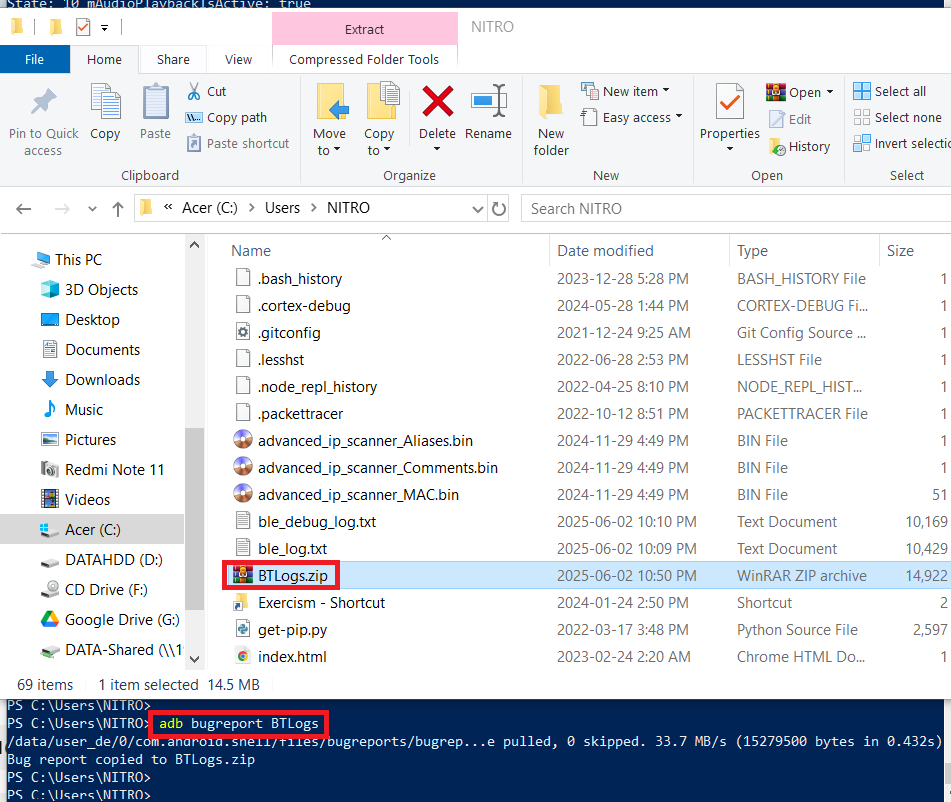 State: 10 mAudioPlaybackIsActive: true
Extract
NITRO
File
Home
Share
View
Compressed Folder Tools
Pin to Quick access
Copy
Paste
Cut
Copy path
Paste shortcut
Clipboard
Move to
Copy to
Delete
Rename
Organize
New folder
New item
Easy access
New
Properties
Open
Edit
History
Open
Select all
Select none
Invert selectio
Select
« Acer (C:) > Users > NITRO
Search NITRO
This PC
3D Objects
Desktop
Documents
Downloads
Music
Pictures
Redmi Note 11
Videos
Acer (C:)
DATAHDD (D:)
CD Drive (F:)
Google Drive (G:)
DATA-Shared (\\1
Name Date modified Type Size
.bash_history 2023-12-28 5:28 PM BASH_HISTORY File 1
.cortex-debug 2024-05-28 1:44 PM CORTEX-DEBUG Fi... 1
.gitconfig 2021-12-24 9:25 AM Git Config Source ... 1
.lesshst 2022-06-28 2:53 PM LESSHST File 1
.node_repl_history 2022-04-25 8:10 PM NODE_REPL_HIST... 1
.packettracer 2022-10-12 8:51 PM PACKETTRACER File 1
advanced_ip_scanner_Aliases.bin 2024-11-29 4:49 PM BIN File 1
advanced_ip_scanner_Comments.bin 2024-11-29 4:49 PM BIN File 1
advanced_ip_scanner_MAC.bin 2024-11-29 4:49 PM BIN File 51
ble_debug_log.txt 2025-06-02 10:10 PM Text Document 10,169
ble_log.txt 2025-06-02 10:09 PM Text Document 10,429
BTLogs.zip 2025-06-02 10:50 PM WinRAR ZIP archive 14,922
Exercism - Shortcut 2024-01-24 2:50 PM Shortcut 2
get-pip.py 2022-03-17 3:48 PM Python Source File 2,597
index.html 2023-02-24 2:20 AM Chrome HTML Do... 1
69 items 1 item selected 14.5 MB
PS C:\Users\NITRO>
PS C:\Users\NITRO> adb bugreport BTLogs
/data/user_de/0/com.android.shell/files/bugreports/bugrep...e pulled, 0 skipped. 33.7 MB/s (15279500 bytes in 0.432s)
Bug report copied to BTLogs.zip
PS C:\Users\NITRO>
PS C:\Users\NITRO>